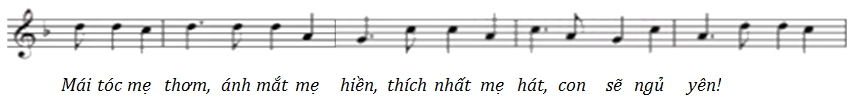 Mái tóc mẹ thơm, ánh mắt mẹ hiền, thích nhất mẹ hát, con sẽ ngủ yên!